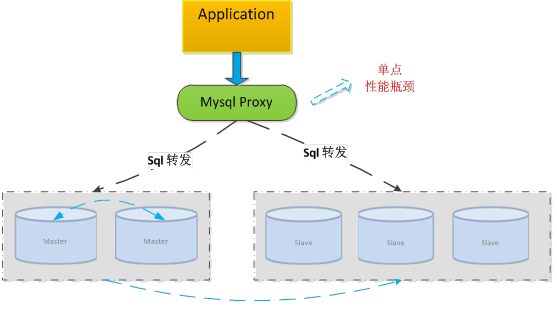 Application
Mysql Proxy
单点
性能瓶颈
Sql 转发
Sql 转发
Master
Master
Slave
Slave
Slave